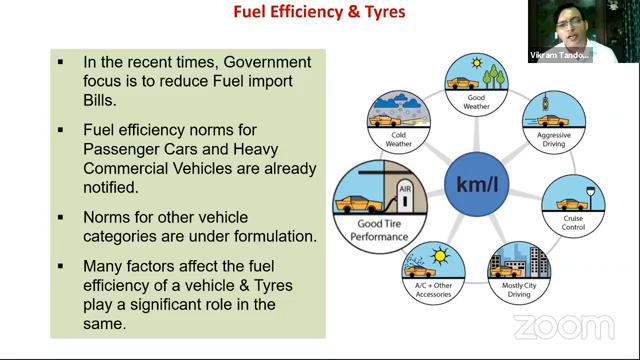 Fuel Efficiency & Tyres
Vikram Tando...
▪ In the recent times, Government
focus is to reduce Fuel import
Bills.
▪ Fuel efficiency norms for
Passenger Cars and Heavy
Commercial Vehicles are already
notified.
▪ Norms for other vehicle
categories are under formulation.
▪ Many factors affect the fuel
efficiency of a vehicle & Tyres
play a significant role in the
same.
Good
Weather
Aggressive
Driving
Cruise
Control
Mostly City
Driving
A/C + Other
Accessories
AIR
Good Tire
Performance
Cold
Weather
km/l
zoom